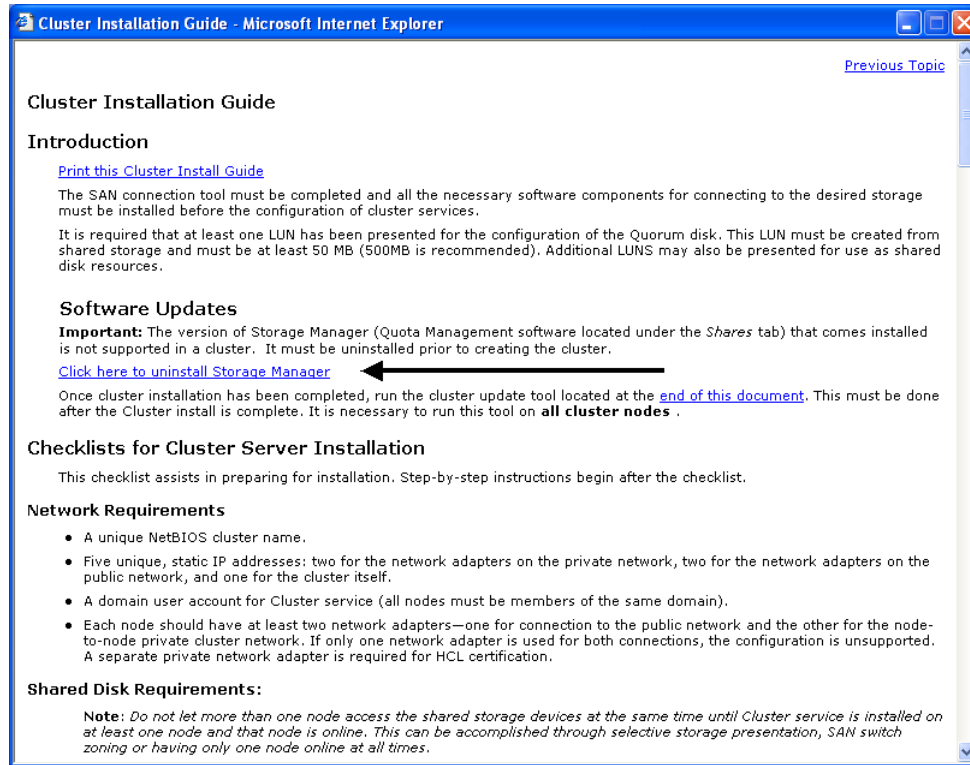 Cluster Installation Guide - Microsoft Internet Explorer
Previous Topic
Cluster Installation Guide
Introduction
Print this Cluster Install Guide
The SAN connection tool must be completed and all the necessary software components for connecting to the desired storage
must be installed before the configuration of cluster services.
It is required that at least one LUN has been presented for the configuration of the Quorum disk. This LUN must be created from
shared storage and must be at least 50 MB (500MB is recommended). Additional LUNS may also be presented for use as shared
disk resources.
Software Updates
Important: The version of Storage Manager (Quota Management software located under the Shares tab) that comes installed
is not supported in a cluster.  It must be uninstalled prior to creating the cluster.
Click here to uninstall Storage Manager
Once cluster installation has been completed, run the cluster update tool located at the end of this document. This must be done
after the Cluster install is complete. It is necessary to run this tool on all cluster nodes .
Checklists for Cluster Server Installation
This checklist assists in preparing for installation. Step-by-step instructions begin after the checklist.
Network Requirements
• A unique NetBIOS cluster name.
• Five unique, static IP addresses: two for the network adapters on the private network, two for the network adapters on the
public network, and one for the cluster itself.
• A domain user account for Cluster service (all nodes must be members of the same domain).
• Each node should have at least two network adapters—one for connection to the public network and the other for the node-
to-node private cluster network. If only one network adapter is used for both connections, the configuration is unsupported.
A separate private network adapter is required for HCL certification.
Shared Disk Requirements:
Note: Do not let more than one node access the shared storage devices at the same time until Cluster service is installed on
at least one node and that node is online. This can be accomplished through selective storage presentation, SAN switch
zoning or having only one node online at all times.